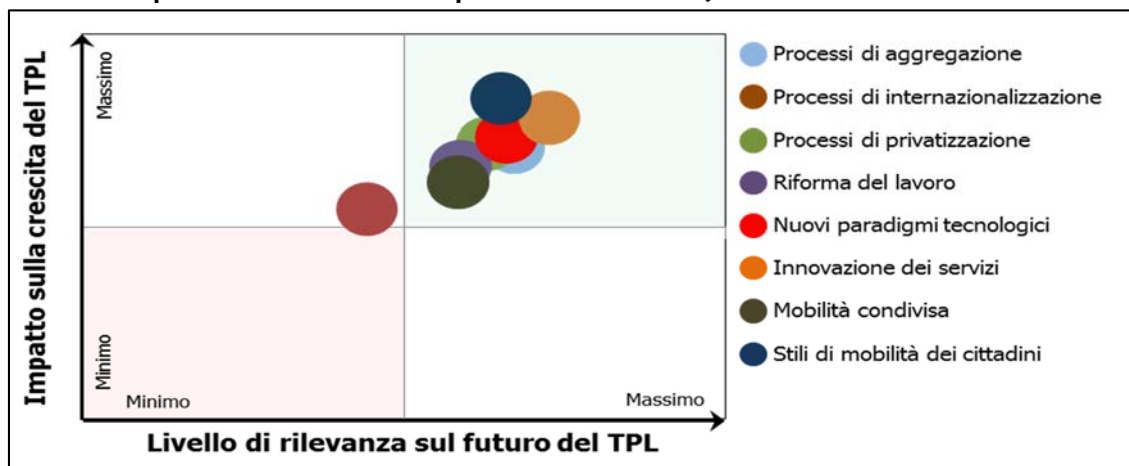 Impatto sulla crescita del TPL
Massimo
Minimo
Minimo
Massimo
Livello di rilevanza sul futuro del TPL
Processi di aggregazione
Processi di internazionalizzazione
Processi di privatizzazione
Riforma del lavoro
Nuovi paradigmi tecnologici
Innovazione dei servizi
Mobilità condivisa
Stili di mobilità dei cittadini